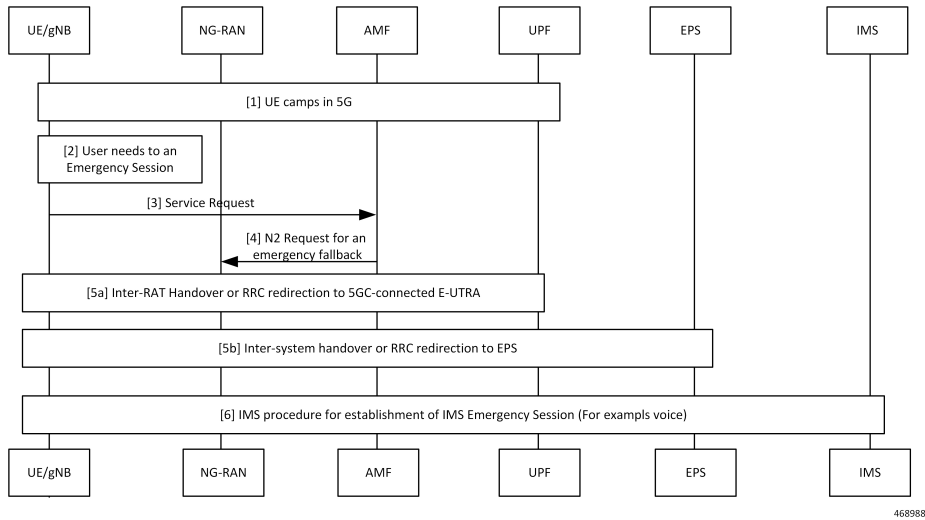 UE/gNB
NG-RAN
AMF
UPF
EPS
IMS
[1] UE camps in 5G
[2] User needs to an
Emergency Session
[3] Service Request
[4] N2 Request for an
emergency fallback
[5a] Inter-RAT Handover or RRC redirection to 5GC-connected E-UTRA
[5b] Inter-system handover or RRC redirection to EPS
[6] IMS procedure for establishment of IMS Emergency Session (For exampls voice)
UE/gNB
NG-RAN
AMF
UPF
EPS
IMS
468988